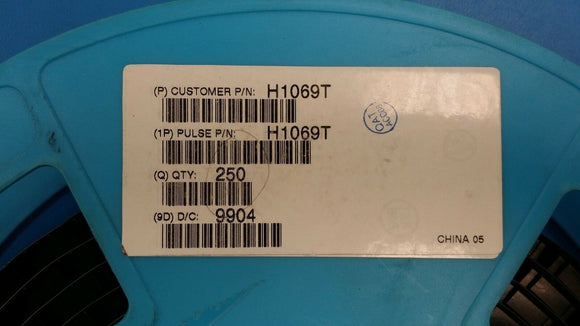 (P) CUSTOMER P/N: H1069T
(1P) PULSE P/N: H1069T
(Q) QTY: 250
(9D) D/C: 9904
CHINA 05